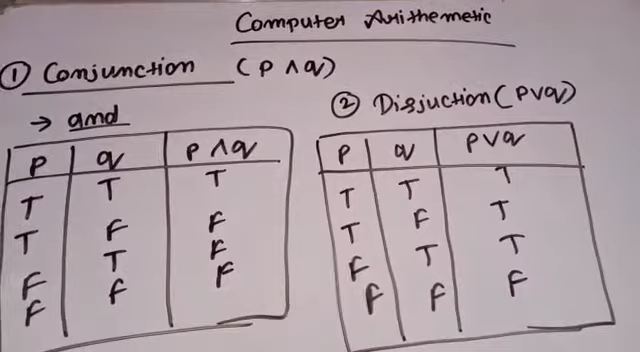 Computer Arithemetic
① Conjunction (P ∧ Q)
→ and
P Q P ∧ Q
T T T
T F F
F T F
F F F
② Disjuction (P∨Q)
P Q P∨Q
T T T
T F T
F T T
F F F